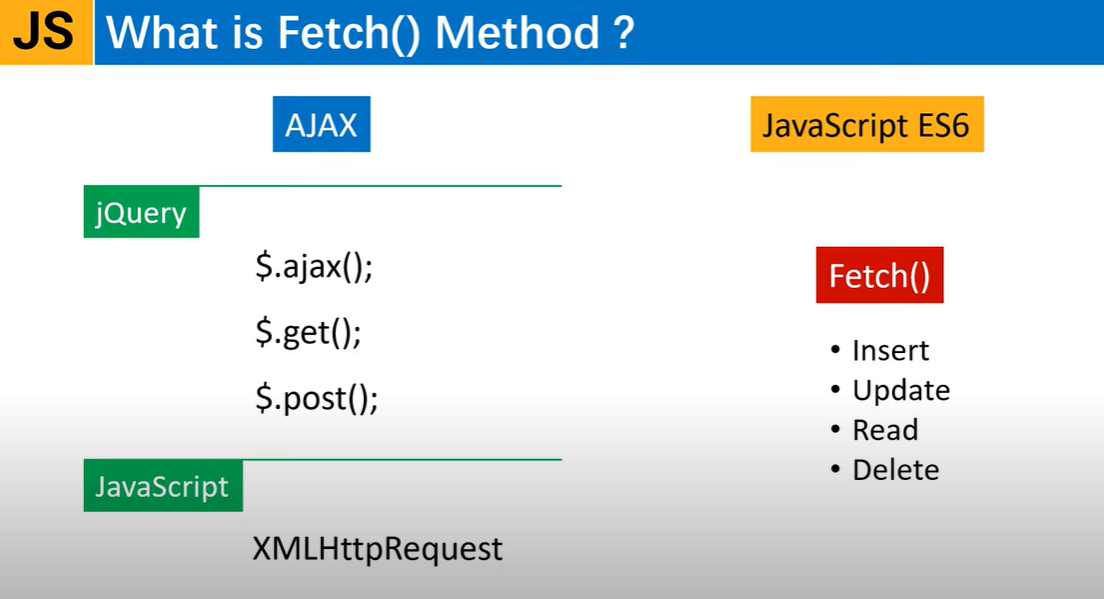 JS What is Fetch() Method ?
AJAX
jQuery
$.ajax();
$.get();
$.post();
JavaScript
XMLHttpRequest
JavaScript ES6
Fetch()
• Insert
• Update
• Read
• Delete